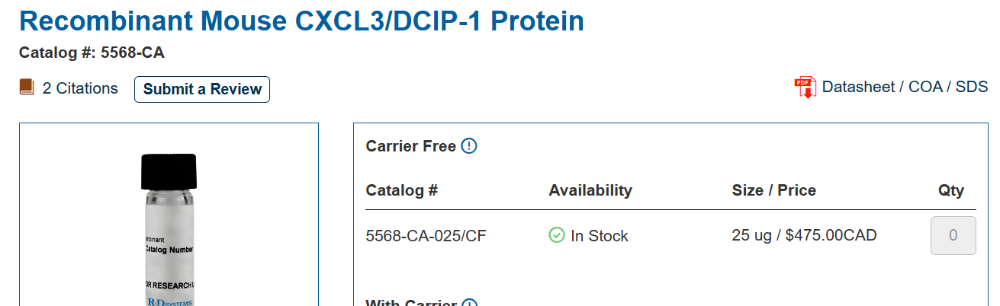 Recombinant Mouse CXCL3/DCIP-1 Protein
Catalog #: 5568-CA
2 Citations
Submit a Review
PDF
Datasheet / COA / SDS
Carrier Free
Catalog # Availability Size / Price Qty
5568-CA-025/CF In Stock 25 ug / $475.00CAD 0
With Carrier
Catalog Number
OR RESEARCH
R&D SYSTEMS